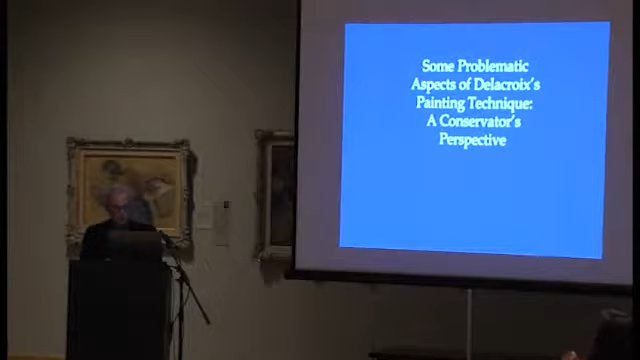 Some Problematic
Aspects of Delacroix's
Painting Technique:
A Conservator's
Perspective